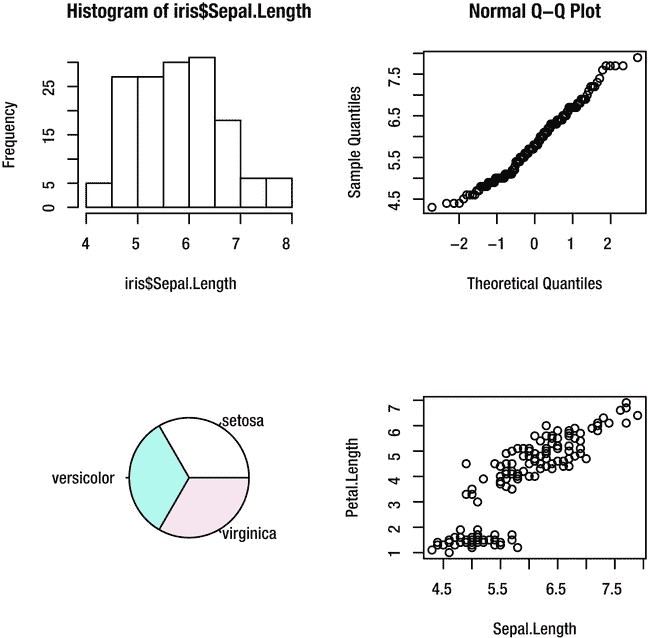 Histogram of iris$Sepal.Length
Frequency
5 15 25
4 5 6 7 8
iris$Sepal.Length
Normal Q–Q Plot
Sample Quantiles
4.5 5.5 6.5 7.5
−2 −1 0 1 2
Theoretical Quantiles
0
setosa
versicolor
virginica
Petal.Length
1 2 3 4 5 6 7
4.5 5.5 6.5 7.5
Sepal.Length